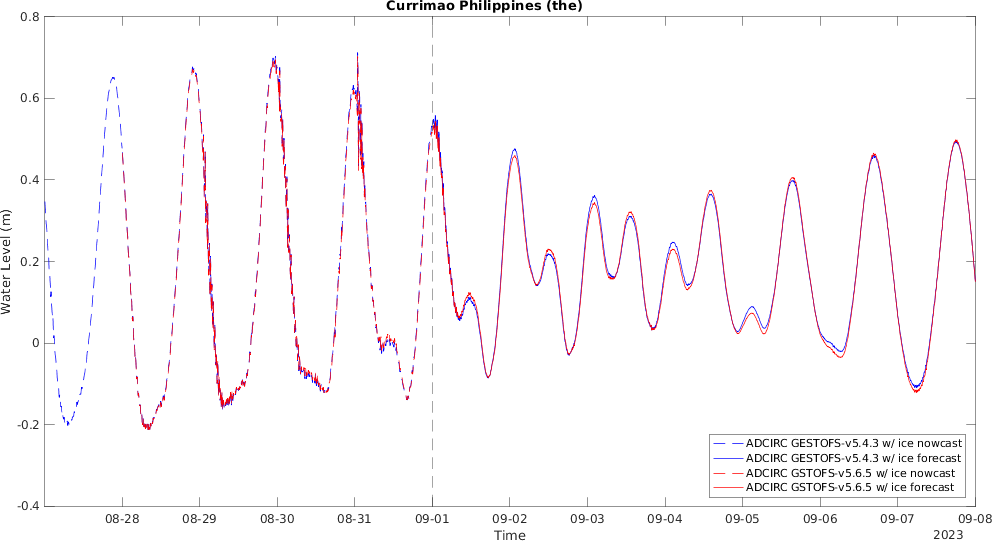 Currimao Philippines (the)
0.8
0.6
0.4
0.2
0
-0.2
-0.4
Water Level (m)
ADCIRC GESTOFS-v5.4.3 w/ ice nowcast
ADCIRC GESTOFS-v5.4.3 w/ ice forecast
ADCIRC GSTOFS-v5.6.5 w/ ice nowcast
ADCIRC GSTOFS-v5.6.5 w/ ice forecast
08-28 08-29 08-30 08-31 09-01 09-02 09-03 09-04 09-05 09-06 09-07 09-08
Time
2023